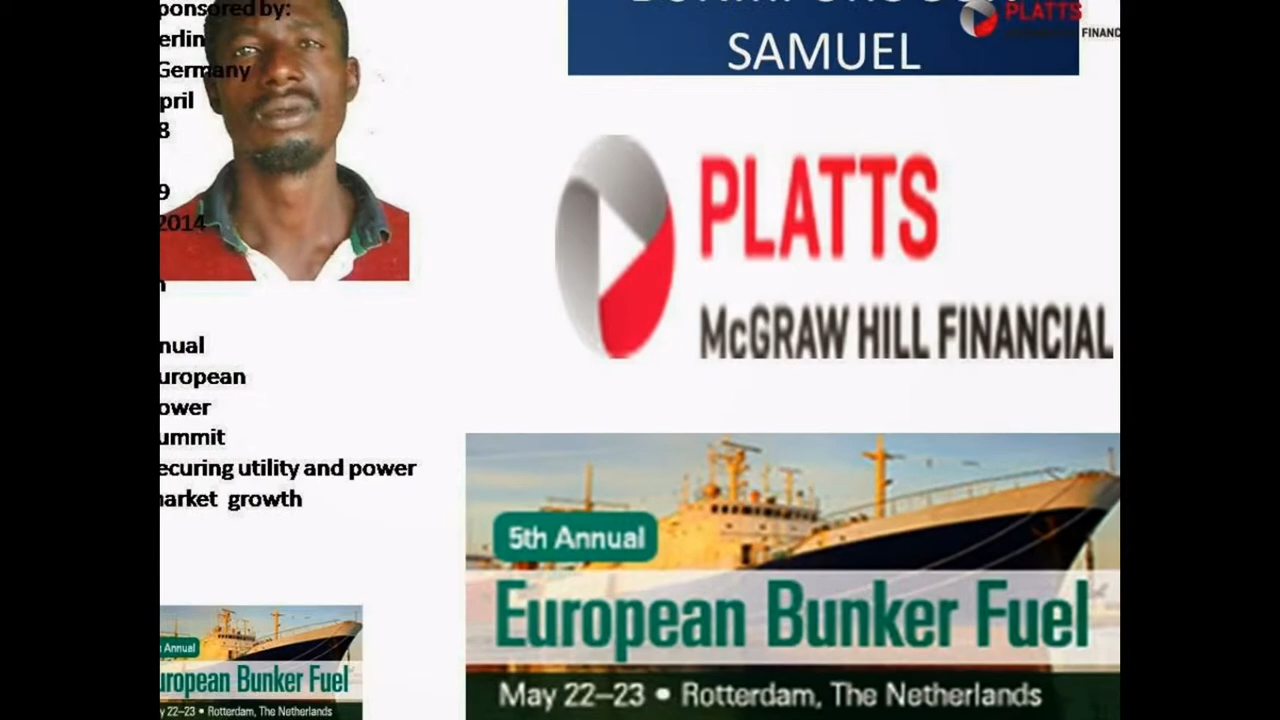 ponsored by:
erlin
Germany
pril
8
9
2014
n
nual
uropean
ower
ummit
ecuring utility and power
arket growth
SAMUEL
PLATTS
FINANC
PLATTS
McGRAW HILL FINANCIAL
5th Annual
European Bunker Fuel
May 22–23 • Rotterdam, The Netherlands
Annual
uropean Bunker Fuel
y 22–23 • Rotterdam, The Netherlands